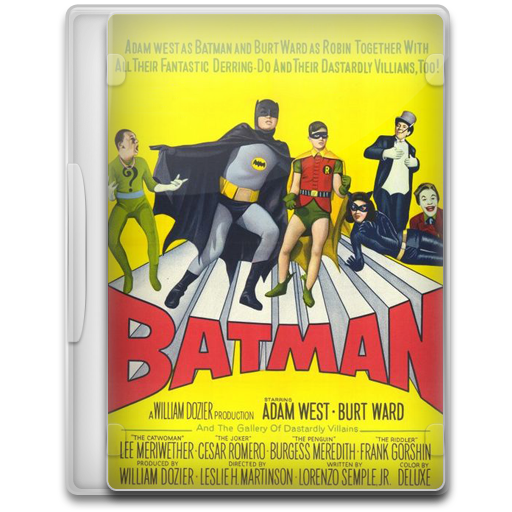 ADAM WEST AS BATMAN AND BURT WARD AS ROBIN TOGETHER WITH
ALL THEIR FANTASTIC DERRING-DO AND THEIR DASTARDLY VILLIANS, TOO!
?
R
BATMAN
A WILLIAM DOZIER PRODUCTION STARRING ADAM WEST · BURT WARD
And The Gallery Of Dastardly Villains
"THE CATWOMAN" "THE JOKER" "THE PENGUIN" "THE RIDDLER"
LEE MERIWETHER · CESAR ROMERO · BURGESS MEREDITH · FRANK GORSHIN
PRODUCED BY DIRECTED BY WRITTEN BY COLOR BY
WILLIAM DOZIER · LESLIE H. MARTINSON · LORENZO SEMPLE JR. DELUXE